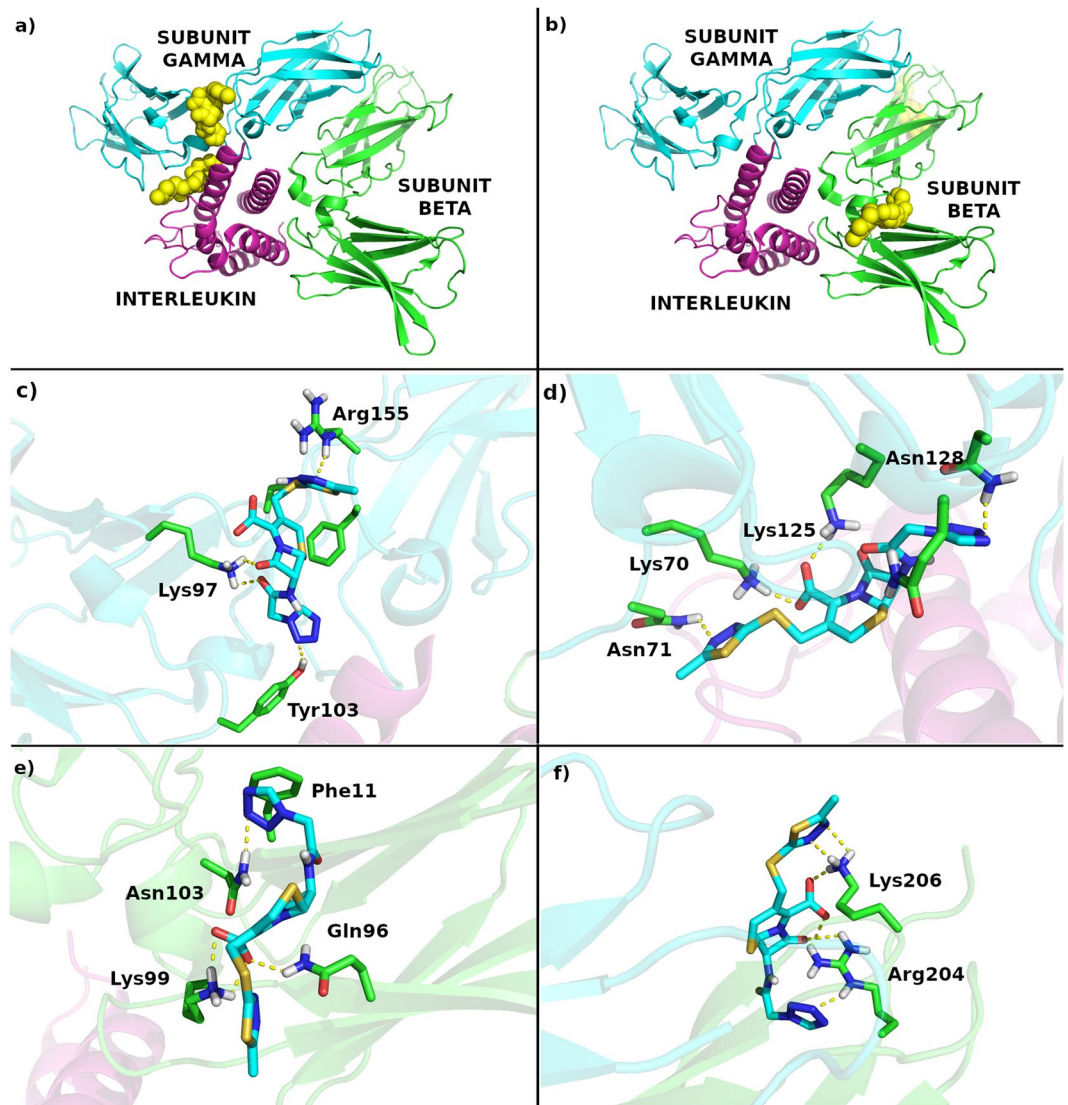 a)
SUBUNIT
GAMMA
SUBUNIT
BETA
INTERLEUKIN
b)
SUBUNIT
GAMMA
SUBUNIT
BETA
INTERLEUKIN
c)
Arg155
Lys97
Tyr103
d)
Asn128
Lys125
Lys70
Asn71
e)
Phe11
Asn103
Gln96
Lys99
f)
Lys206
Arg204